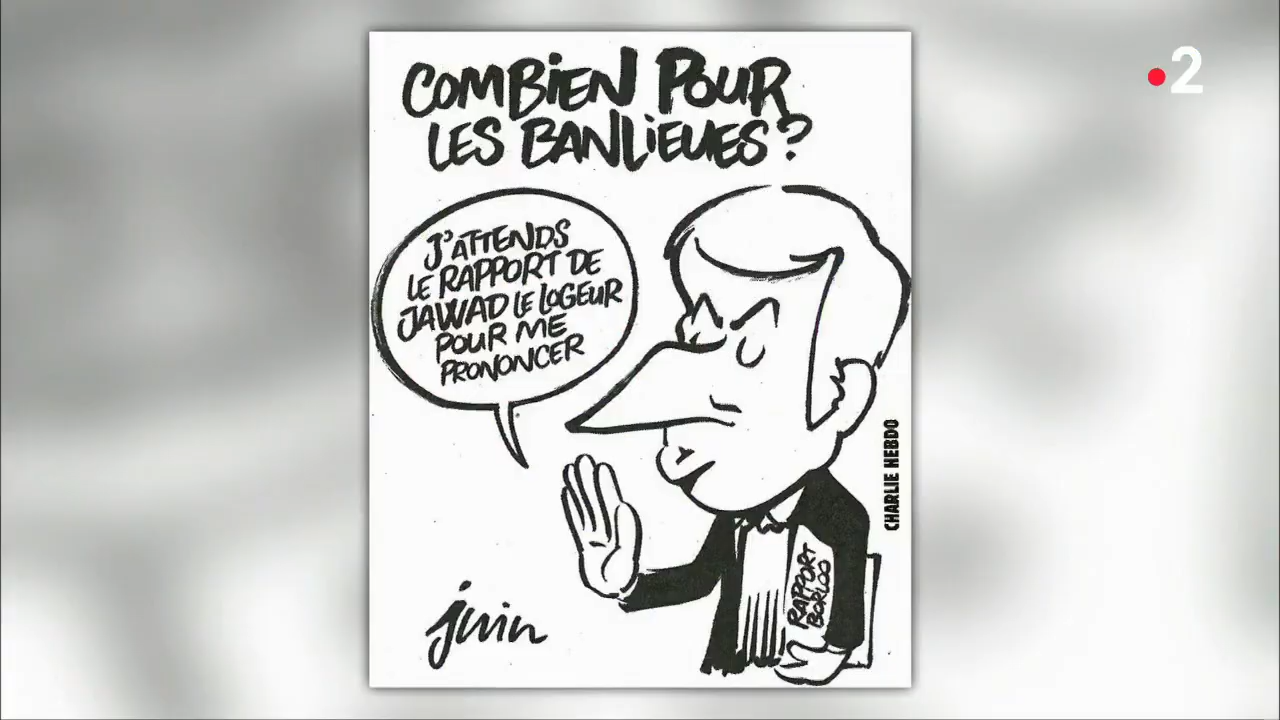 2
COMBIEN POUR
LES BANLIEUES ?
J'ATTENDS
LE RAPPORT DE
JAWAD LE LOGEUR
POUR ME
PRONONCER
CHARLIE HEBDO
RAPPORT
BORLOO
juin